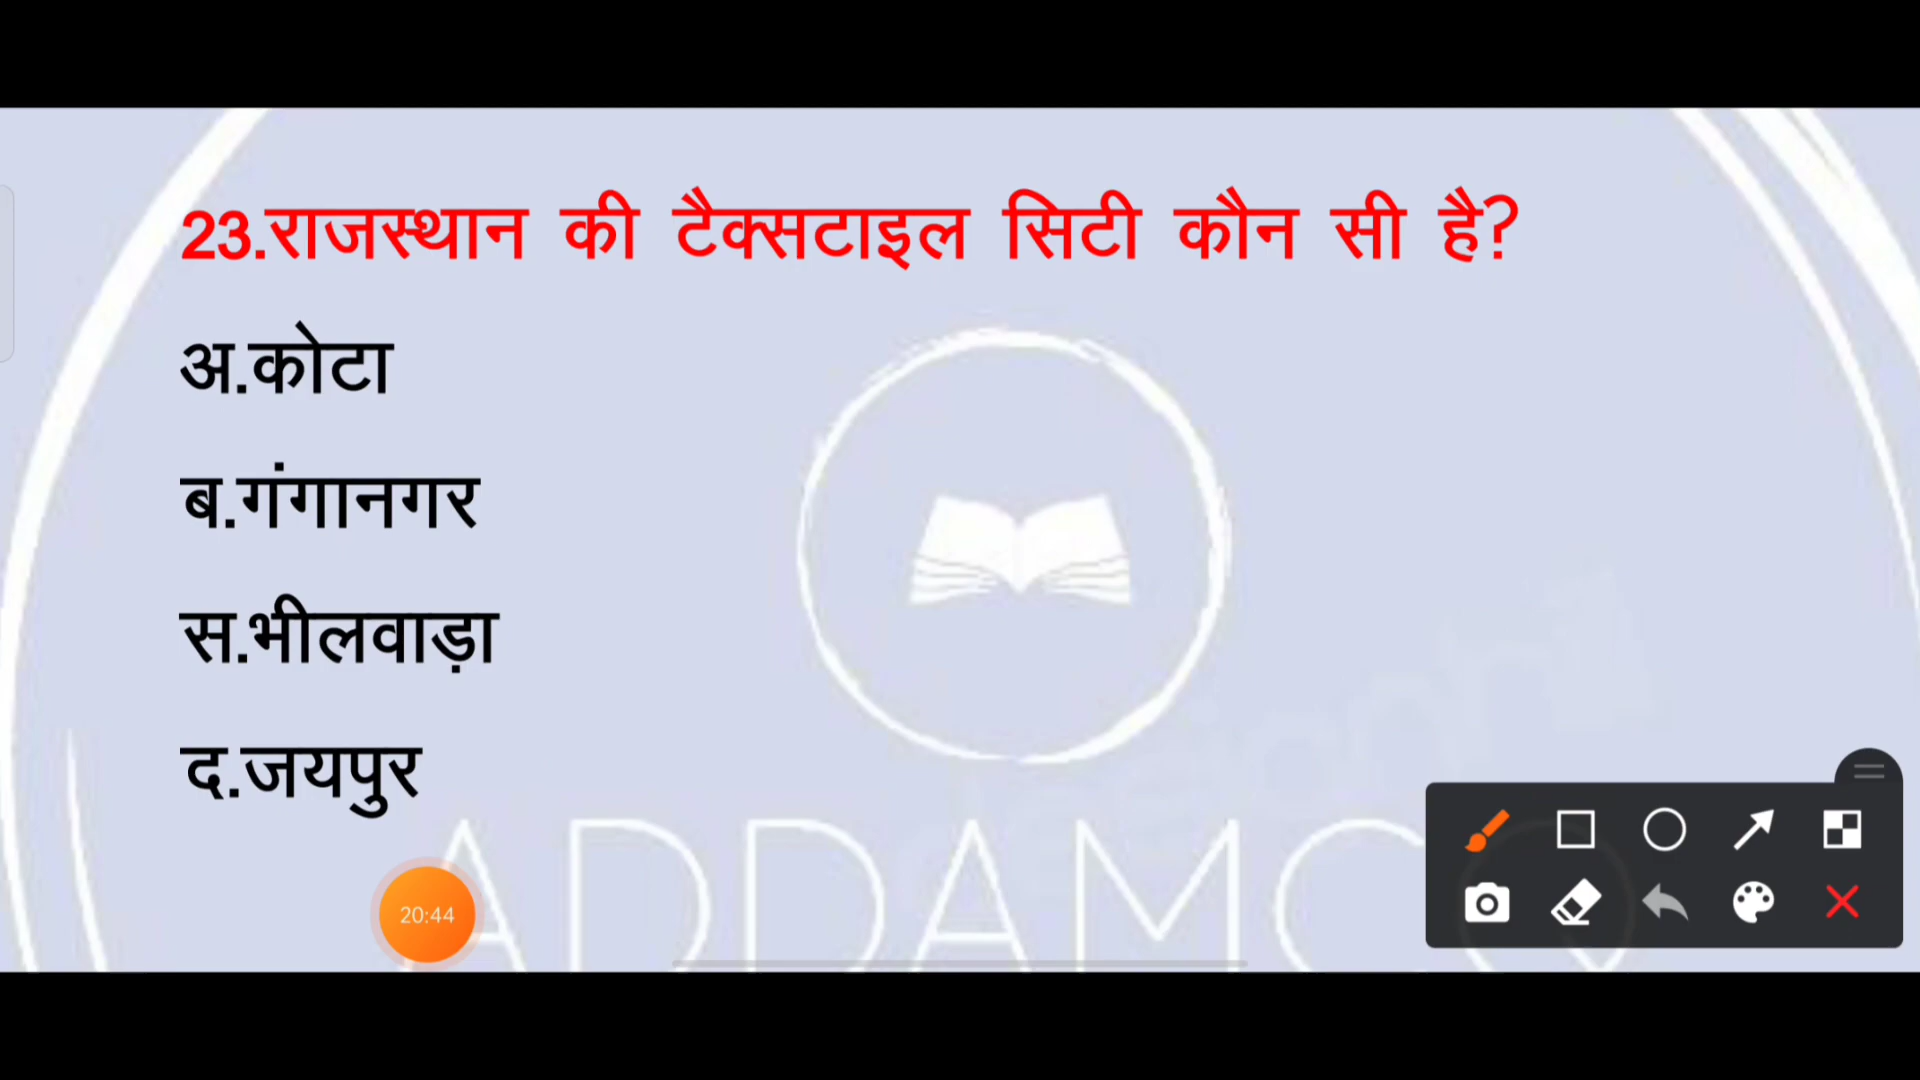 23.राजस्थान की टैक्सटाइल सिटी कौन सी है?
अ.कोटा
ब.गंगानगर
स.भीलवाड़ा
द.जयपुर
20:44